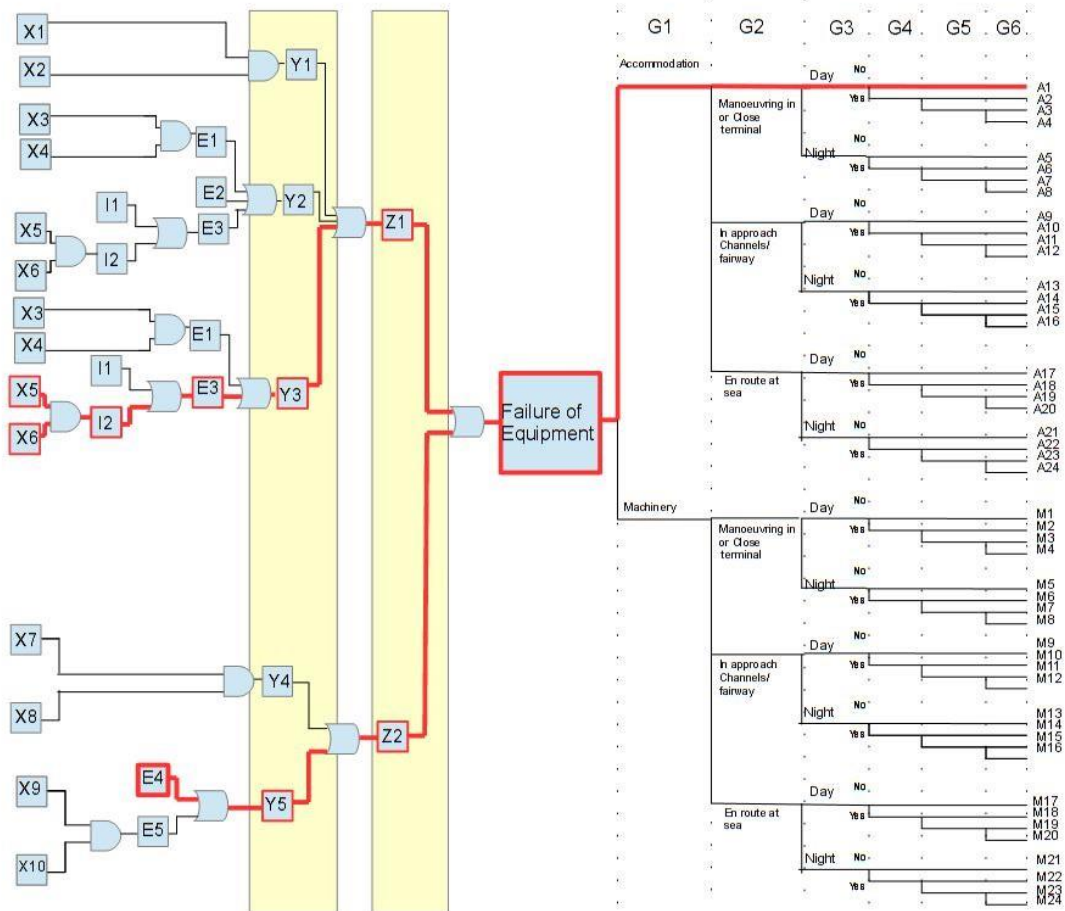 X1
X2
Y1
X3
X4
E1
E2
Y2
I1
E3
X5
X6
I2
Z1
X3
X4
E1
I1
E3
Y3
X5
X6
I2
Failure of
Equipment
X7
Y4
X8
Z2
E4
X9
Y5
E5
X10
G1 G2 G3 G4 G5 G6
Accommodation
Manoeuvring in
or Close
terminal
Day No
Yes
A1
A2
A3
A4
No
Night
Yes
A5
A6
A7
A8
In approach
Channels/
fairway
Day No
Yes
A9
A10
A11
A12
Night No
Yes
A13
A14
A15
A16
En route at
sea
Day No
Yes
A17
A18
A19
A20
Night No
Yes
A21
A22
A23
A24
Machinery
Manoeuvring in
or Close
terminal
Day No
Yes
M1
M2
M3
M4
No
Night
Yes
M5
M6
M7
M8
In approach
Channels/
fairway
Day No
Yes
M9
M10
M11
M12
Night No
Yes
M13
M14
M15
M16
En route at
sea
Day No
Yes
M17
M18
M19
M20
Night No
Yes
M21
M22
M23
M24